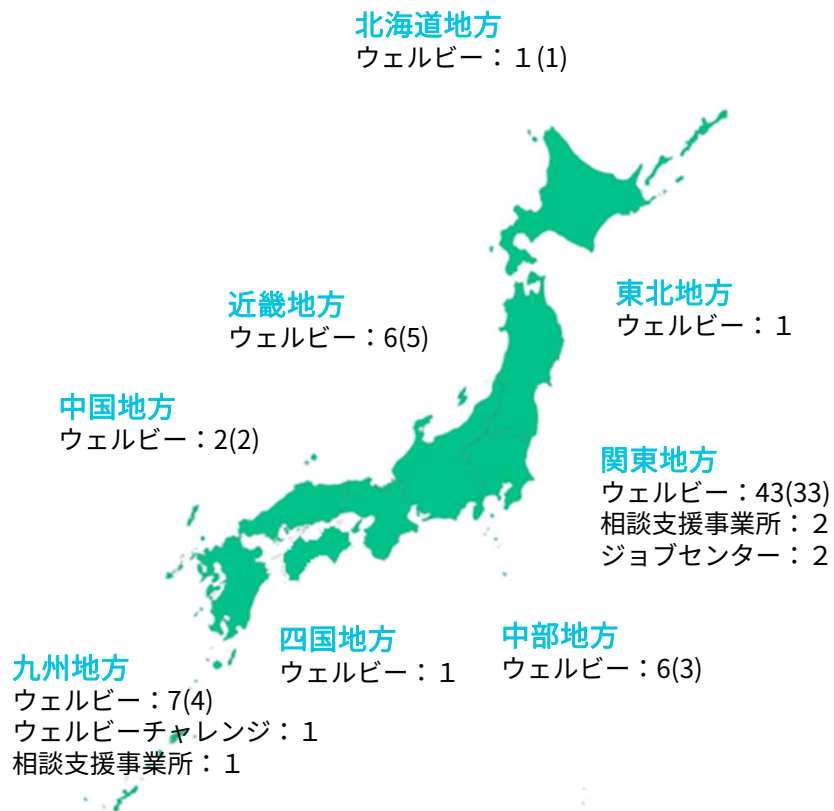 北海道地方
ウェルビー：１(1)
東北地方
ウェルビー：１
近畿地方
ウェルビー：6(5)
中国地方
ウェルビー：2(2)
関東地方
ウェルビー：43(33)
相談支援事業所：２
ジョブセンター：２
中部地方
ウェルビー：6(3)
四国地方
ウェルビー：１
九州地方
ウェルビー：7(4)
ウェルビーチャレンジ：１
相談支援事業所：１